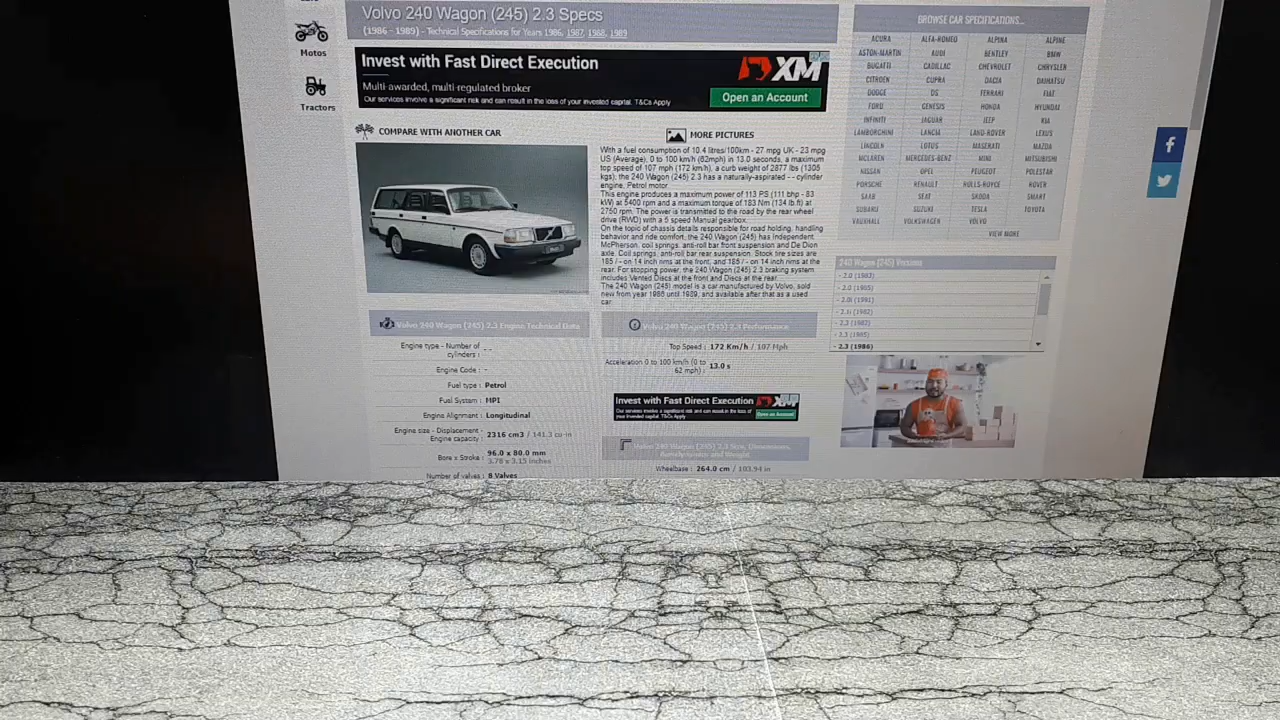 Motos
Tractors
Volvo 240 Wagon (245) 2.3 Specs
(1986 - 1989) - Technical Specifications for Years 1986, 1987, 1988, 1989
Invest with Fast Direct Execution
Multi-awarded, multi-regulated broker
Our services involve a significant risk and can result in the loss of your invested capital. T&Cs Apply
XM
Open an Account
COMPARE WITH ANOTHER CAR
MORE PICTURES
With a fuel consumption of 10.4 litres/100km - 27 mpg UK - 23 mpg
US (Average), 0 to 100 km/h (62mph) in 13.0 seconds, a maximum
top speed of 107 mph (172 km/h), a curb weight of 2877 lbs (1305
kgs), the 240 Wagon (245) 2.3 has a naturally-aspirated - - cylinder
engine, Petrol motor.
This engine produces a maximum power of 113 PS (111 bhp - 83
kW) at 5400 rpm and a maximum torque of 183 Nm (134 lb.ft) at
2750 rpm. The power is transmitted to the road by the rear wheel
drive (RWD) with a 5 speed Manual gearbox.
On the topic of chassis details responsible for road holding, handling
behavior and ride comfort, the 240 Wagon (245) has Independent.
McPherson. coil springs. anti-roll bar front suspension and De Dion
axle. Coil springs. anti-roll bar rear suspension. Stock tire sizes are
185 / - on 14 inch rims at the front, and 185 / - on 14 inch rims at the
rear. For stopping power, the 240 Wagon (245) 2.3 braking system
includes Vented Discs at the front and Discs at the rear.
The 240 Wagon (245) model is a car manufactured by Volvo, sold
new from year 1986 until 1989, and available after that as a used
car.
Volvo 240 Wagon (245) 2.3 Engine Technical Data
Engine type - Number of
cylinders : - -
Engine Code : -
Fuel type : Petrol
Fuel System : MPI
Engine Alignment : Longitudinal
Engine size - Displacement -
Engine capacity : 2316 cm3 / 141.3 cu-in
Bore x Stroke : 96.0 x 80.0 mm
3.78 x 3.15 inches
Number of valves : 8 Valves
Volvo 240 Wagon (245) 2.3 Performance
Top Speed : 172 Km/h / 107 Mph
Acceleration 0 to 100 km/h (0 to
62 mph) : 13.0 s
Invest with Fast Direct Execution
Our services involve a significant risk and can result in the loss of
your invested capital. T&Cs Apply
XM
Open an Account
Volvo 240 Wagon (245) 2.3 Size, Dimensions,
Aerodynamics and Weight
Wheelbase : 264.0 cm / 103.94 in
BROWSE CAR SPECIFICATIONS...
ACURA ALFA-ROMEO ALPINA ALPINE
ASTON-MARTIN AUDI BENTLEY BMW
BUGATTI CADILLAC CHEVROLET CHRYSLER
CITROEN CUPRA DACIA DAIHATSU
DODGE DS FERRARI FIAT
FORD GENESIS HONDA HYUNDAI
INFINITI JAGUAR JEEP KIA
LAMBORGHINI LANCIA LAND-ROVER LEXUS
LINCOLN LOTUS MASERATI MAZDA
MCLAREN MERCEDES-BENZ MINI MITSUBISHI
NISSAN OPEL PEUGEOT POLESTAR
PORSCHE RENAULT ROLLS-ROYCE ROVER
SAAB SEAT SKODA SMART
SUBARU SUZUKI TESLA TOYOTA
VAUXHALL VOLKSWAGEN VOLVO
VIEW MORE
240 Wagon (245) Versions
- 2.0 (1983)
- 2.0 (1985)
- 2.0i (1991)
- 2.1i (1982)
- 2.3 (1982)
- 2.3 (1985)
- 2.3 (1986)